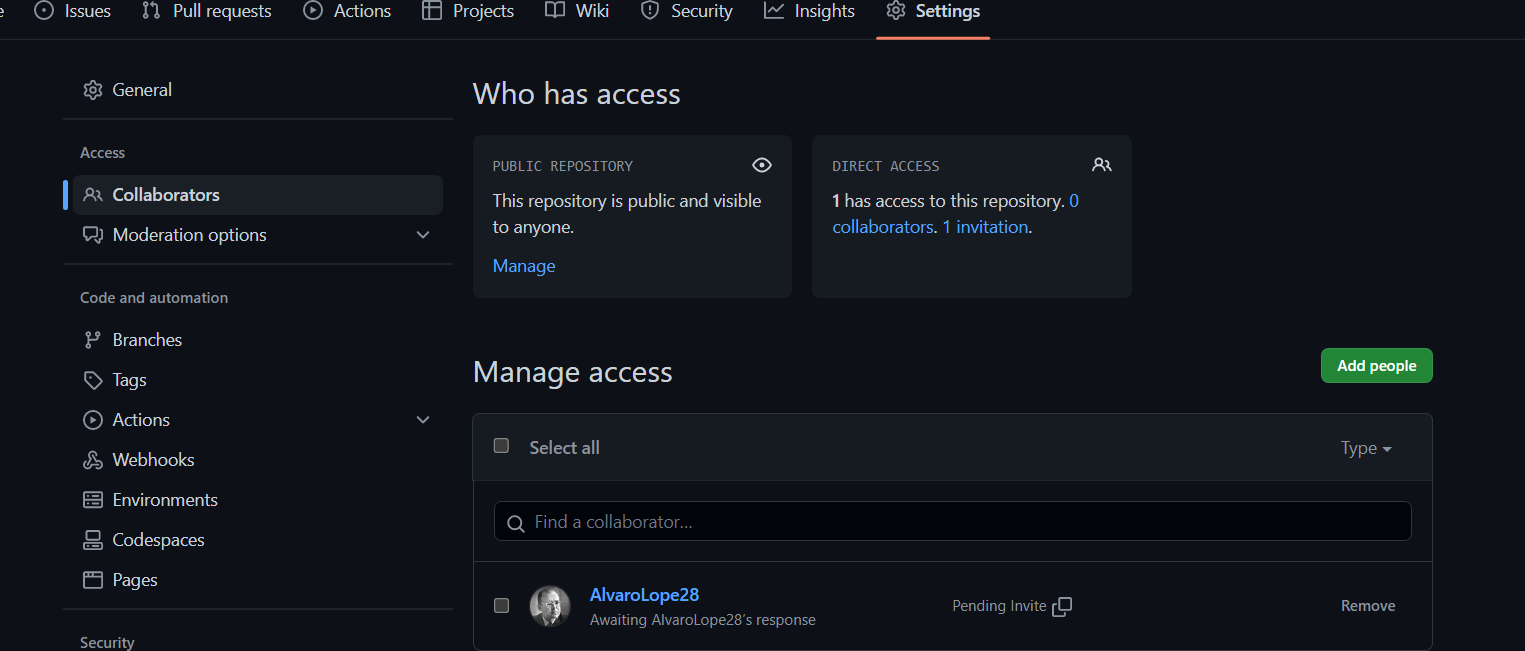 Issues
Pull requests
Actions
Projects
Wiki
Security
Insights
Settings
General
Access
Collaborators
Moderation options
Code and automation
Branches
Tags
Actions
Webhooks
Environments
Codespaces
Pages
Security
Who has access
PUBLIC REPOSITORY
This repository is public and visible
to anyone.
Manage
DIRECT ACCESS
1 has access to this repository. 0
collaborators. 1 invitation.
Manage access
Add people
Select all
Type
Find a collaborator...
AlvaroLope28
Awaiting AlvaroLope28's response
Pending Invite
Remove